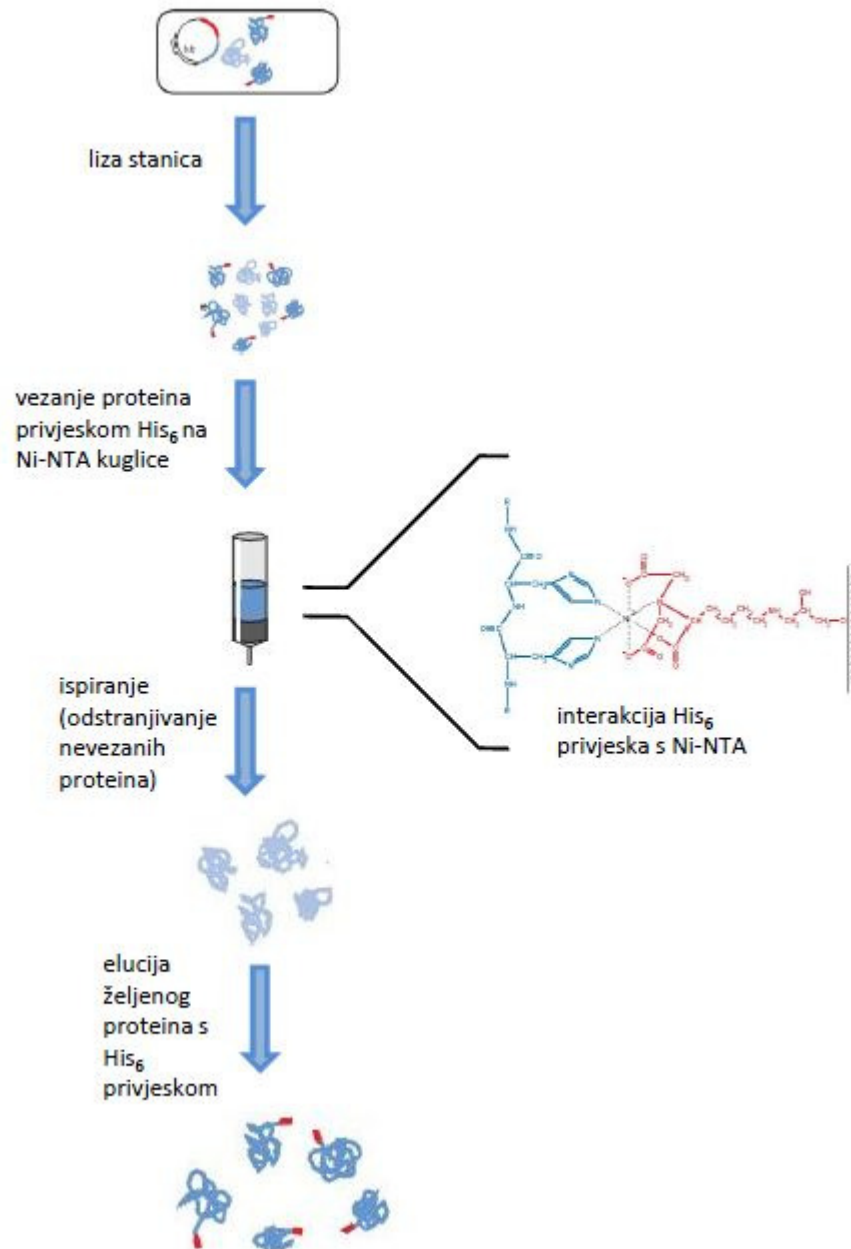 liza stanica
vezanje proteina
privjeskom His₆ na
Ni-NTA kuglice
ispiranje
(odstranjivanje
nevezanih
proteina)
interakcija His₆
privjeska s Ni-NTA
elucija
željenog
proteina s
His₆
privjeskom